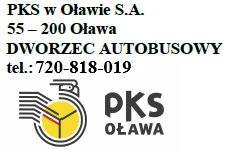 PKS w Oławie S.A.
55 – 200 Oława
DWORZEC AUTOBUSOWY
tel.: 720-818-019
PKS
OŁAWA